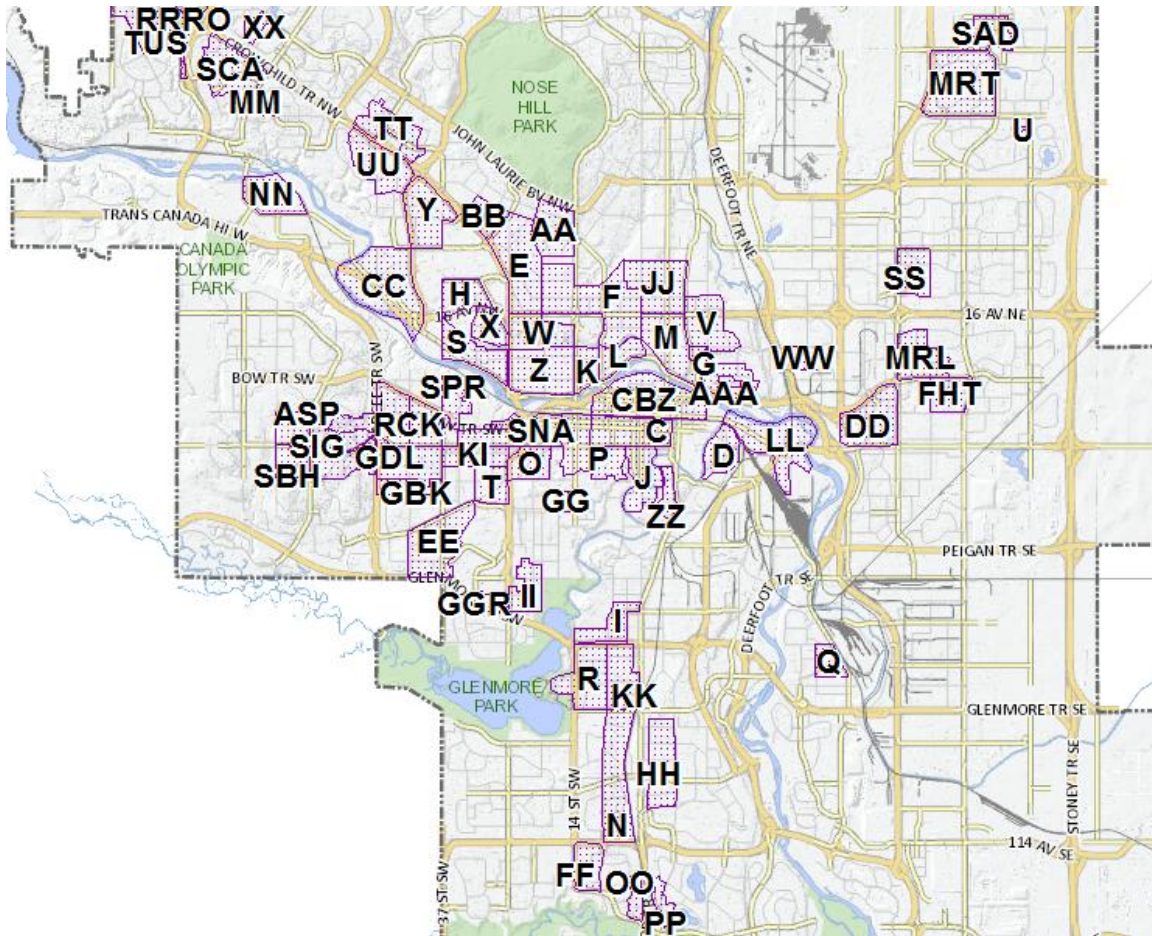 RRRO
XX
TUS
SCA
MM
CROWCHILD TR NW
SAD
MRT
U
NOSE
HILL
PARK
TT
UU
JOHN LAURIE BV NW
DEERFOOT TR NE
NN
TRANS CANADA HI W
CANADA
OLYMPIC
PARK
Y
BB
AA
E
CC
H
F
JJ
SS
16 AV
X
W
S
M
V
16 AV NE
L
Z
K
G
WW
MRL
BOW TR SW
SPR
CBZ
AAA
FHT
ASP
RCK
TR SW
SNA
C
DD
SIG
GDL
KI
O
P
D
LL
SBH
GBK
T
GG
J
ZZ
EE
PEIGAN TR SE
GGR
II
I
DEERFOOT TR SE
Q
R
KK
GLENMORE
PARK
GLENMORE TR SE
HH
14 ST SW
N
STONEY TR SE
114 AV SE
FF
OO
37 ST SW
PP